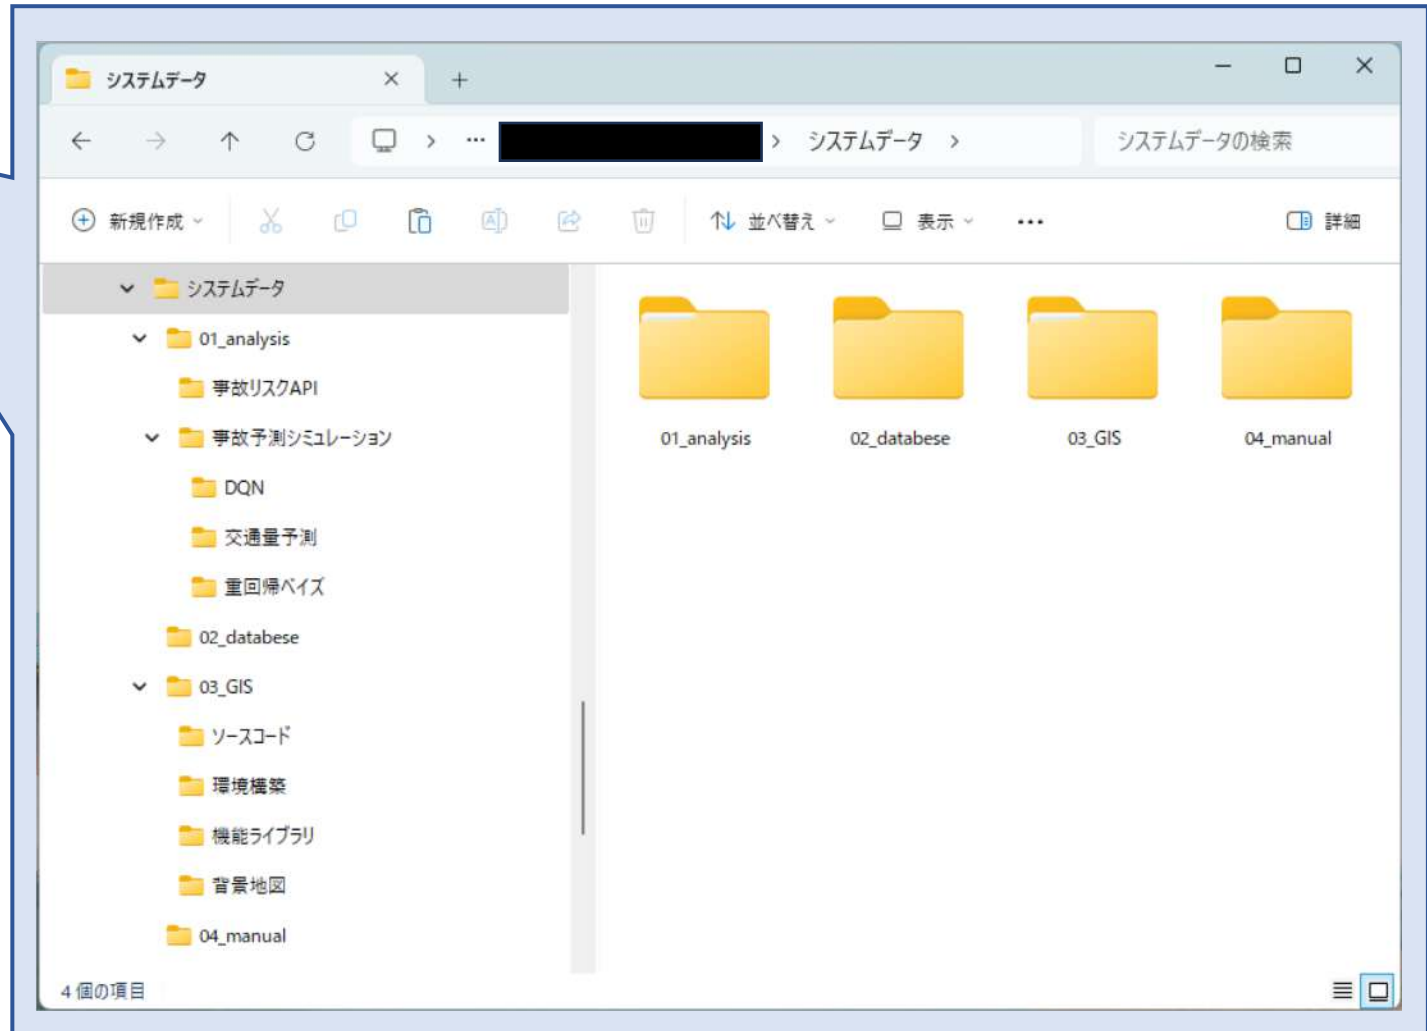 システムデータ
システムデータ
システムデータの検索
新規作成
並べ替え
表示
詳細
システムデータ
01_analysis
事故リスクAPI
事故予測シミュレーション
DQN
交通量予測
重回帰ベイズ
02_databese
03_GIS
ソースコード
環境構築
機能ライブラリ
背景地図
04_manual
01_analysis
02_databese
03_GIS
04_manual
4 個の項目